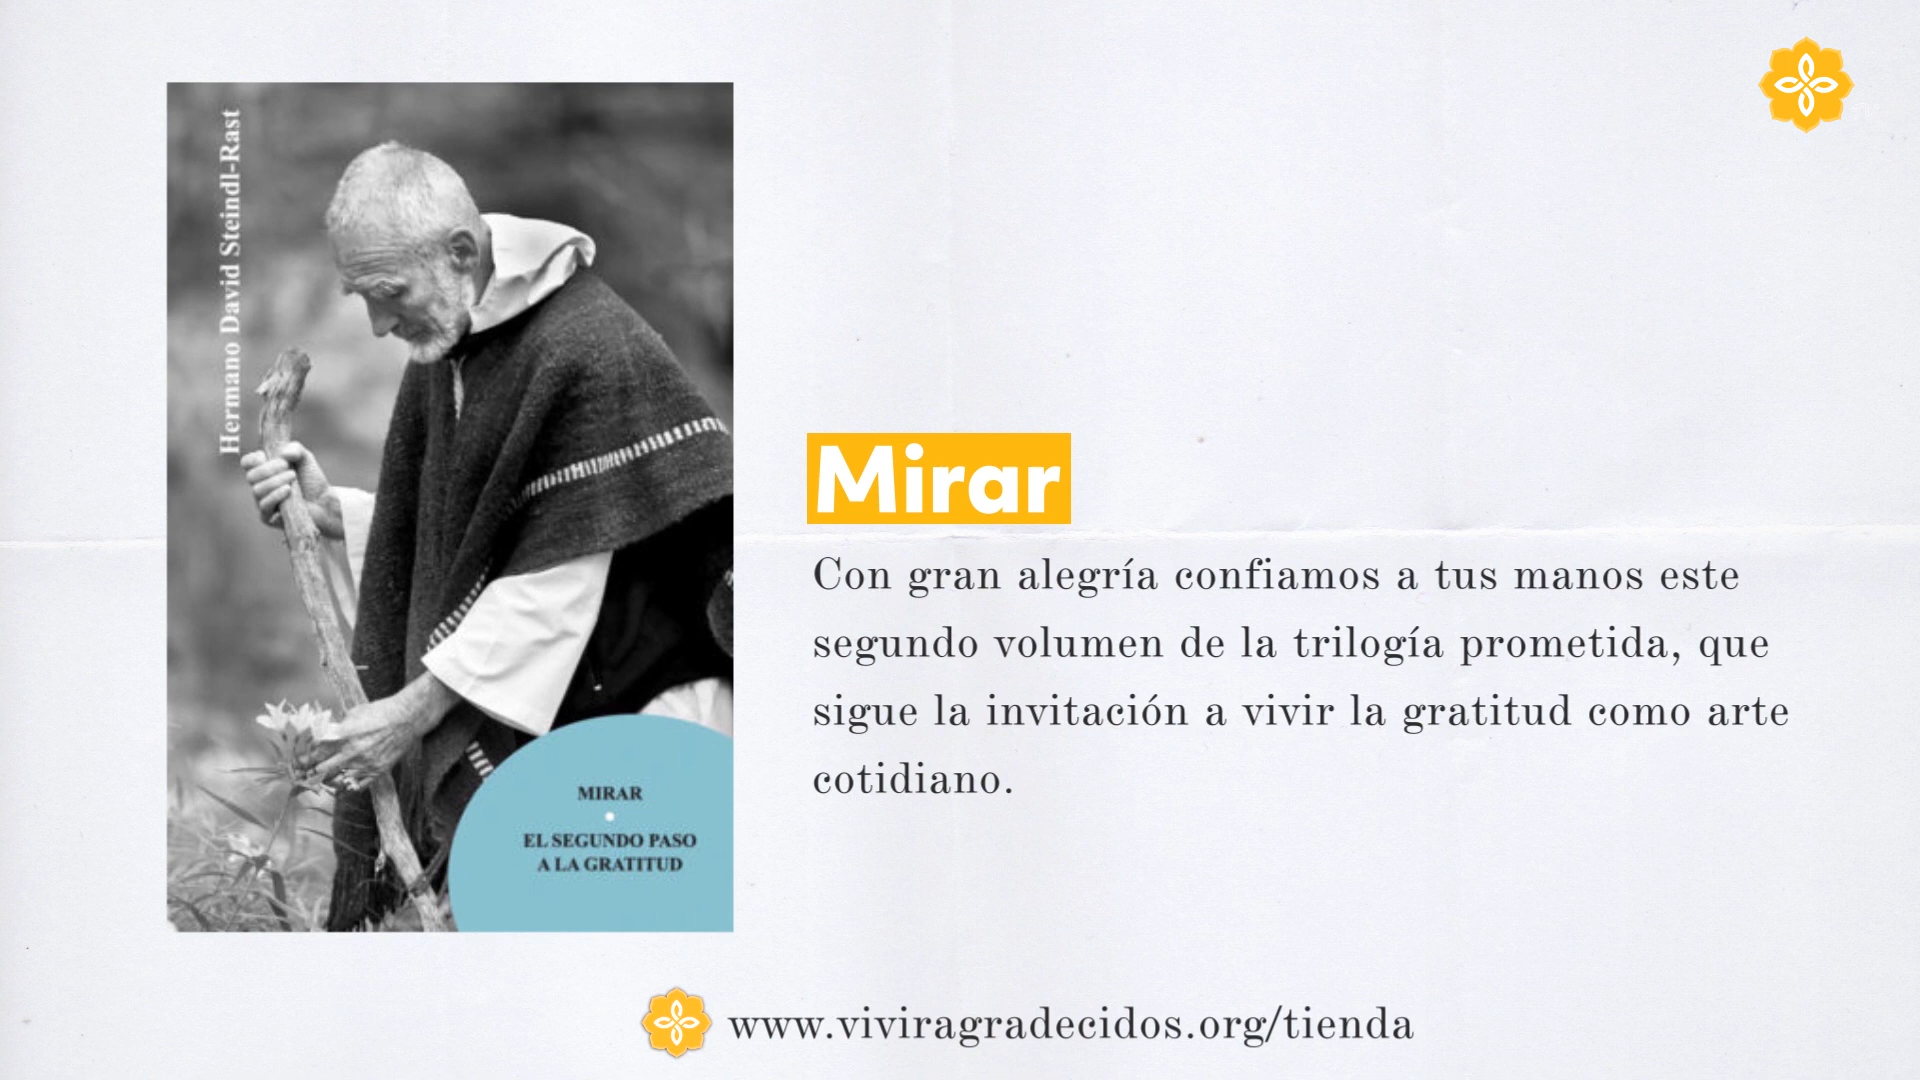 Hermano David Steindl-Rast
MIRAR
EL SEGUNDO PASO
A LA GRATITUD
Mirar
Con gran alegría confiamos a tus manos este
segundo volumen de la trilogía prometida, que
sigue la invitación a vivir la gratitud como arte
cotidiano.
www.viviragradecidos.org/tienda